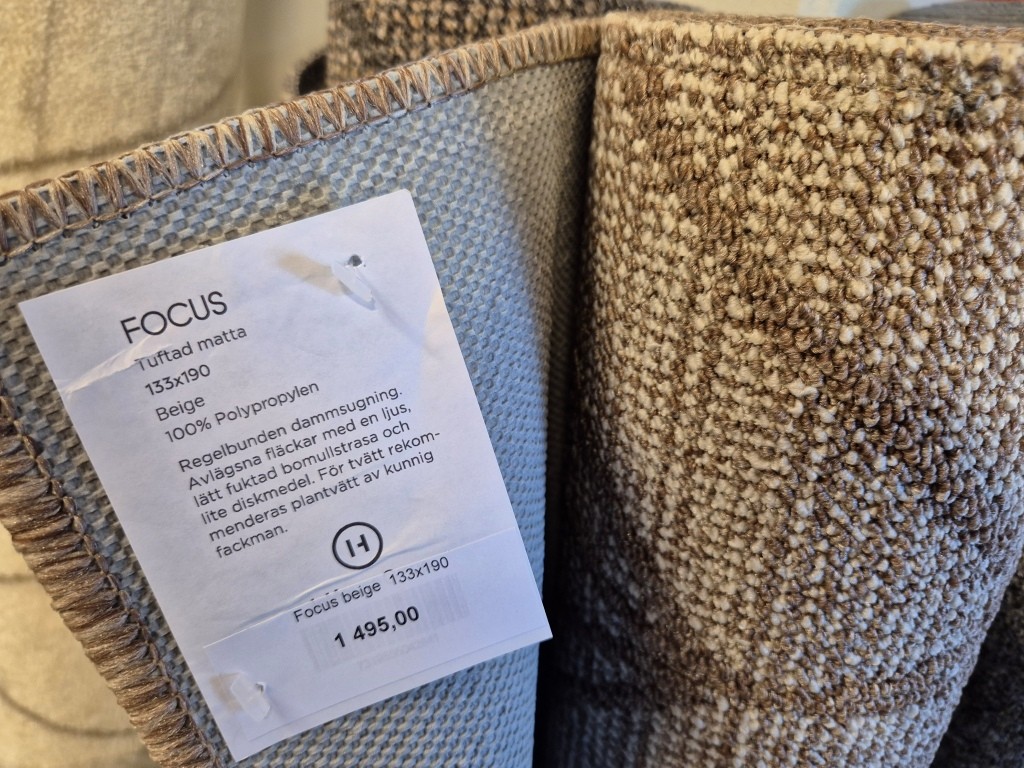 FOCUS
Tuftad matta
133x190
Beige
100% Polypropylen
Regelbunden dammsugning.
Avlägsna fläckar med en ljus,
lätt fuktad bomullstrasa och
lite diskmedel. För tvätt rekom-
menderas plantvätt av kunnig
fackman.
H
Focus beige 133x190
1 495,00